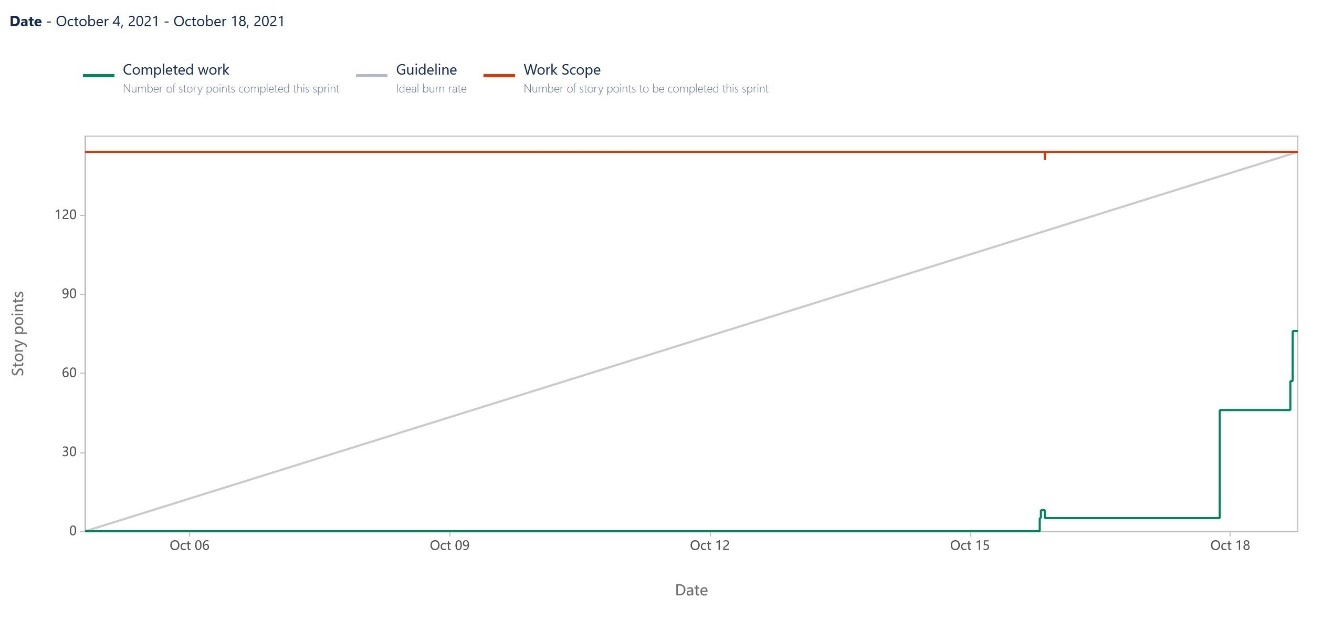 Date - October 4, 2021 - October 18, 2021
Completed work
Number of story points completed this sprint
Guideline
Ideal burn rate
Work Scope
Number of story points to be completed this sprint
Story points
120
90
60
30
0
Oct 06
Oct 09
Oct 12
Oct 15
Oct 18
Date